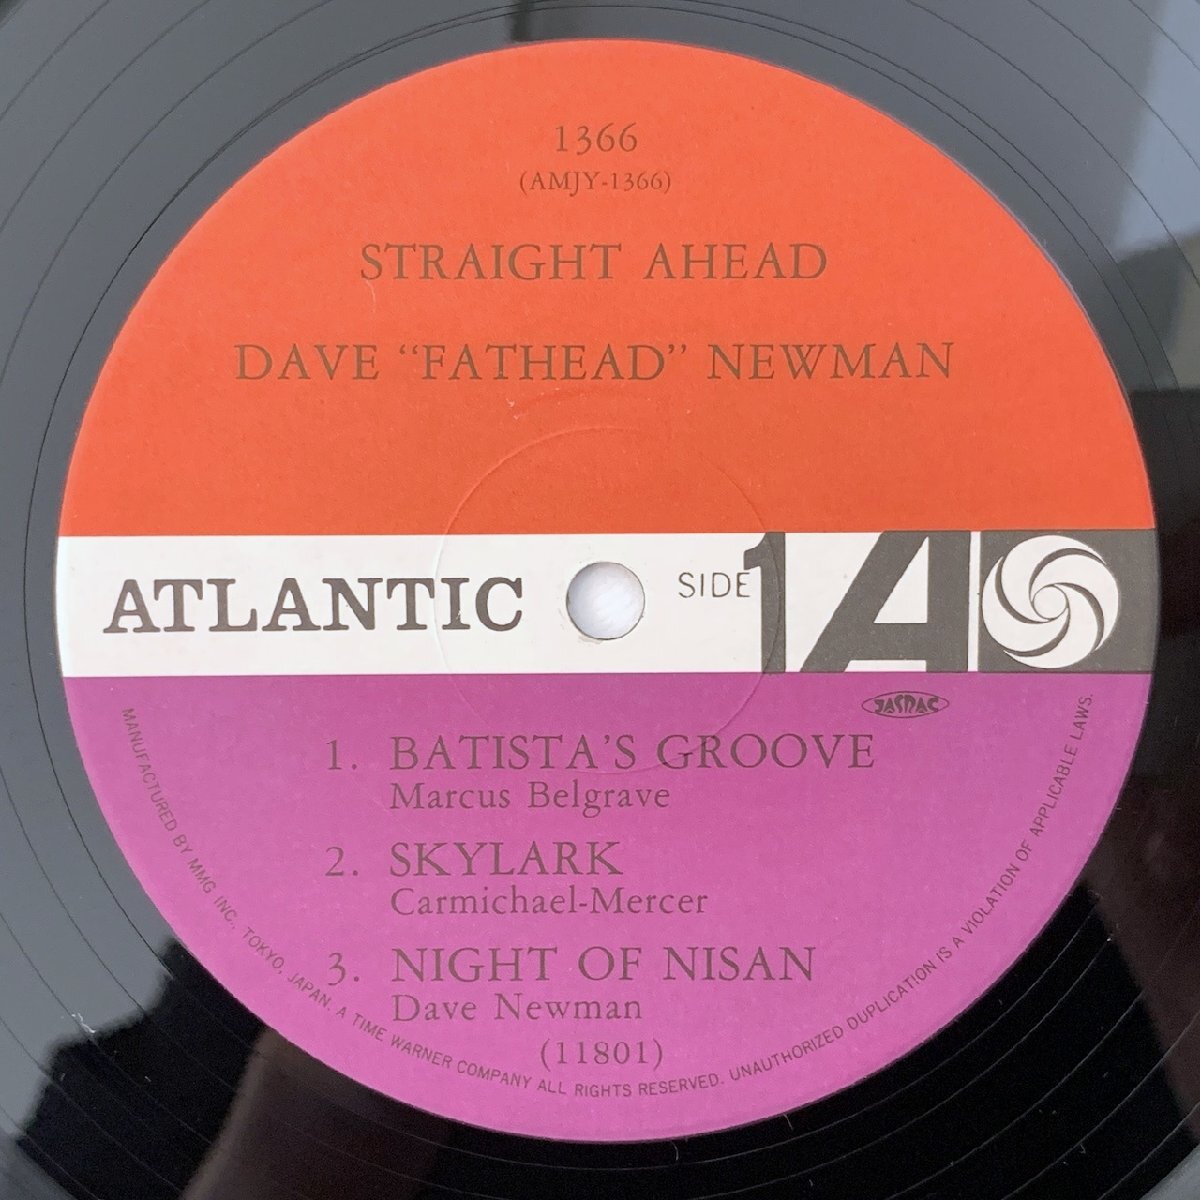 1366
(AMJY-1366)
STRAIGHT AHEAD
DAVE “FATHEAD” NEWMAN
ATLANTIC
SIDE 1
A
JASRAC
1. BATISTA'S GROOVE
Marcus Belgrave
2. SKYLARK
Carmichael-Mercer
3. NIGHT OF NISAN
Dave Newman
(11801)
MANUFACTURED BY MMG INC., TOKYO, JAPAN. A TIME WARNER COMPANY ALL RIGHTS RESERVED. UNAUTHORIZED DUPLICATION IS A VIOLATION OF APPLICABLE LAWS.